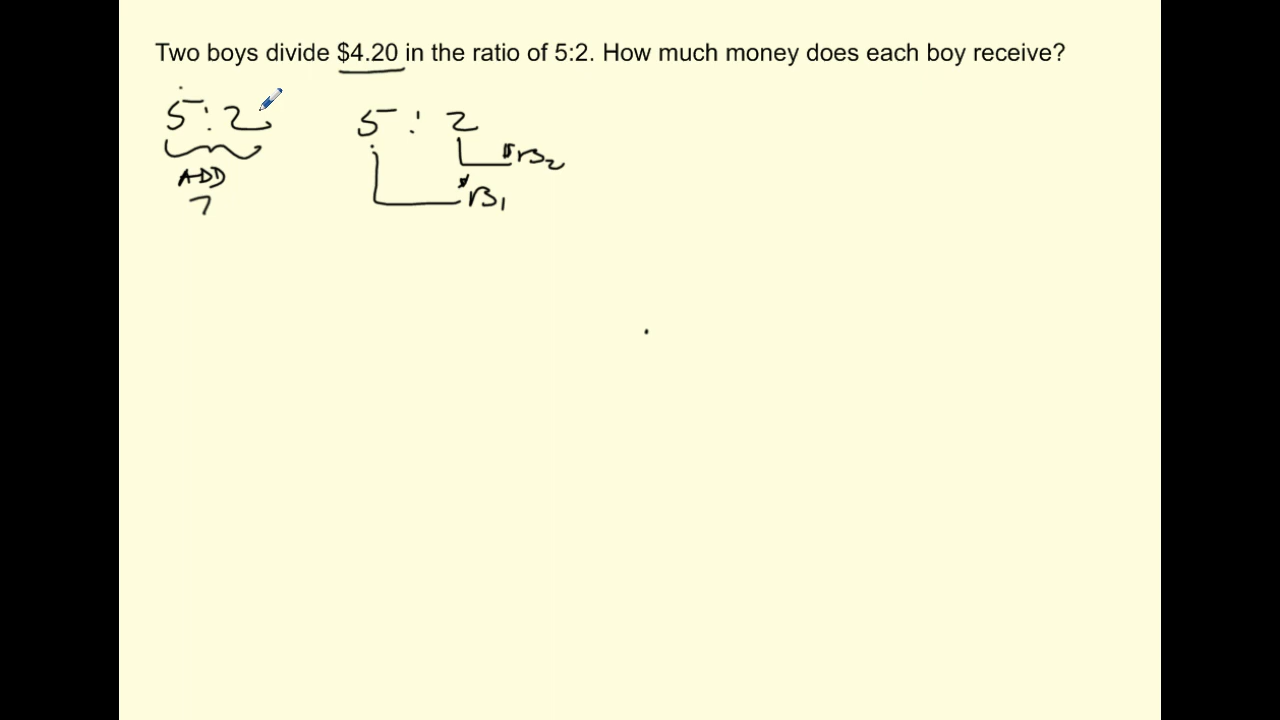 Two boys divide $4.20 in the ratio of 5:2. How much money does each boy receive?
5:2 5:2
ADD $B2
7 $B1